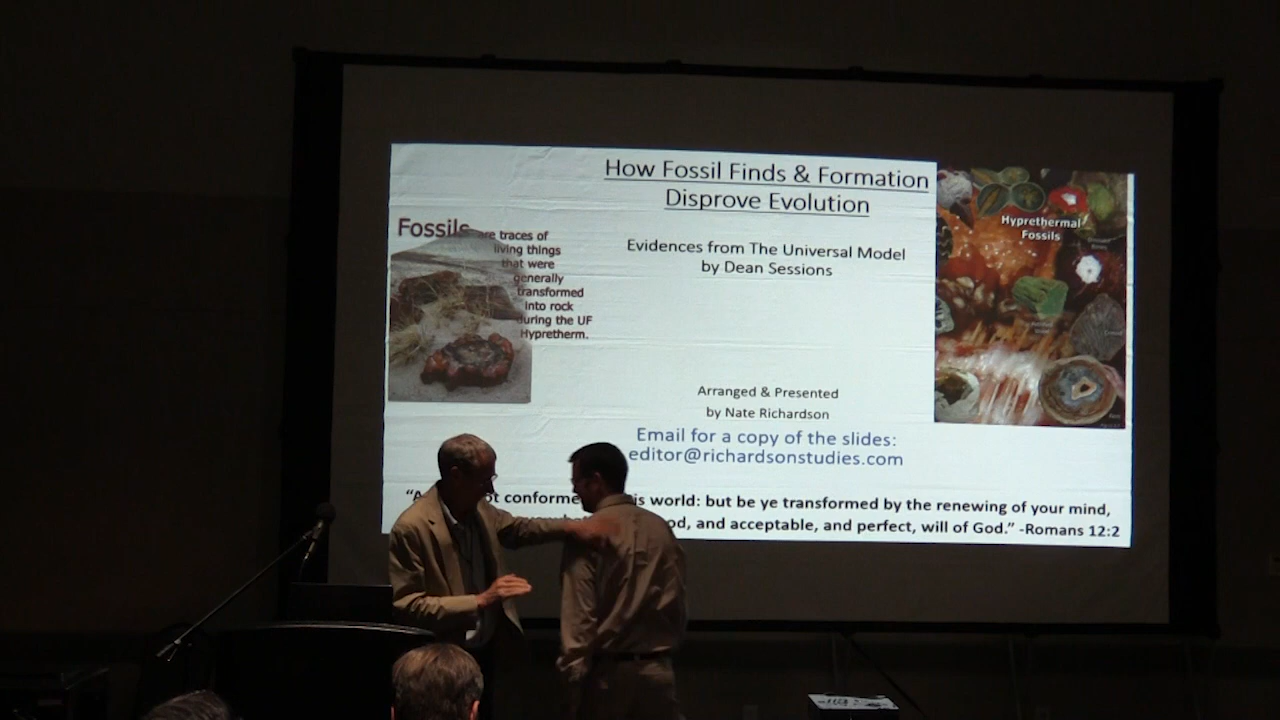 How Fossil Finds & Formation
Disprove Evolution
Evidences from The Universal Model
by Dean Sessions
Fossils are traces of
living things
that were
generally
transformed
into rock
during the UF
Hypretherm.
Hyprethermal
Fossils
Arranged & Presented
by Nate Richardson
Email for a copy of the slides:
editor@richardsonstudies.com
ot conforme is world: but be ye transformed by the renewing of your mind,
od, and acceptable, and perfect, will of God.” -Romans 12:2